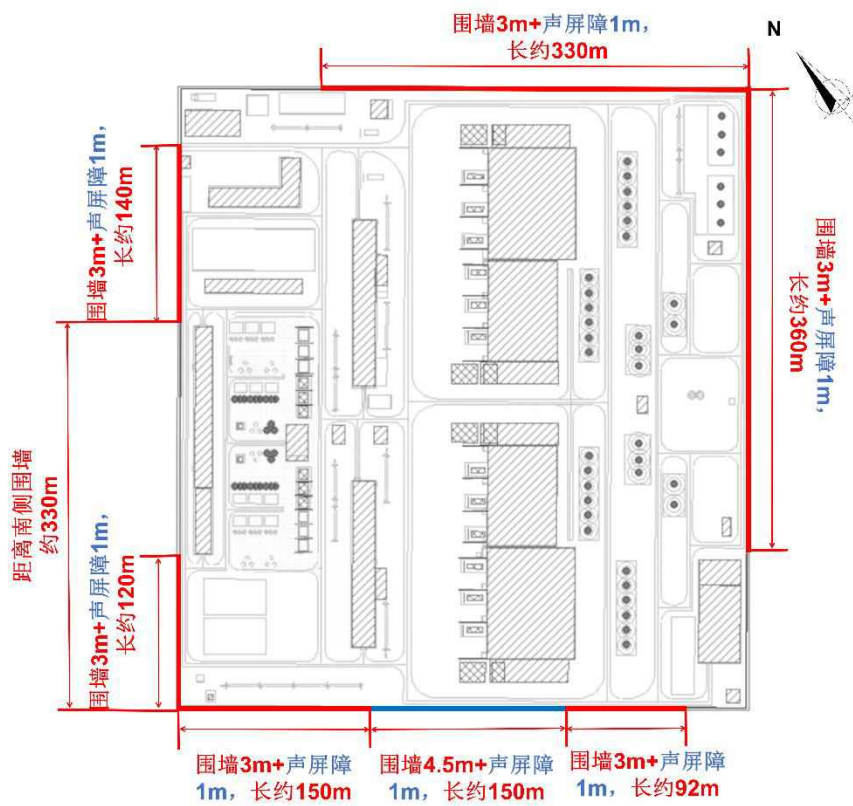 围墙3m+声屏障1m，
长约330m
N
围墙3m+声屏障1m，
长约140m
围墙3m+声屏障1m，
长约360m
距离南侧围墙
约330m
围墙3m+声屏障1m，
长约120m
围墙3m+声屏障
1m，长约150m
围墙4.5m+声屏障
1m，长约150m
围墙3m+声屏障
1m，长约92m